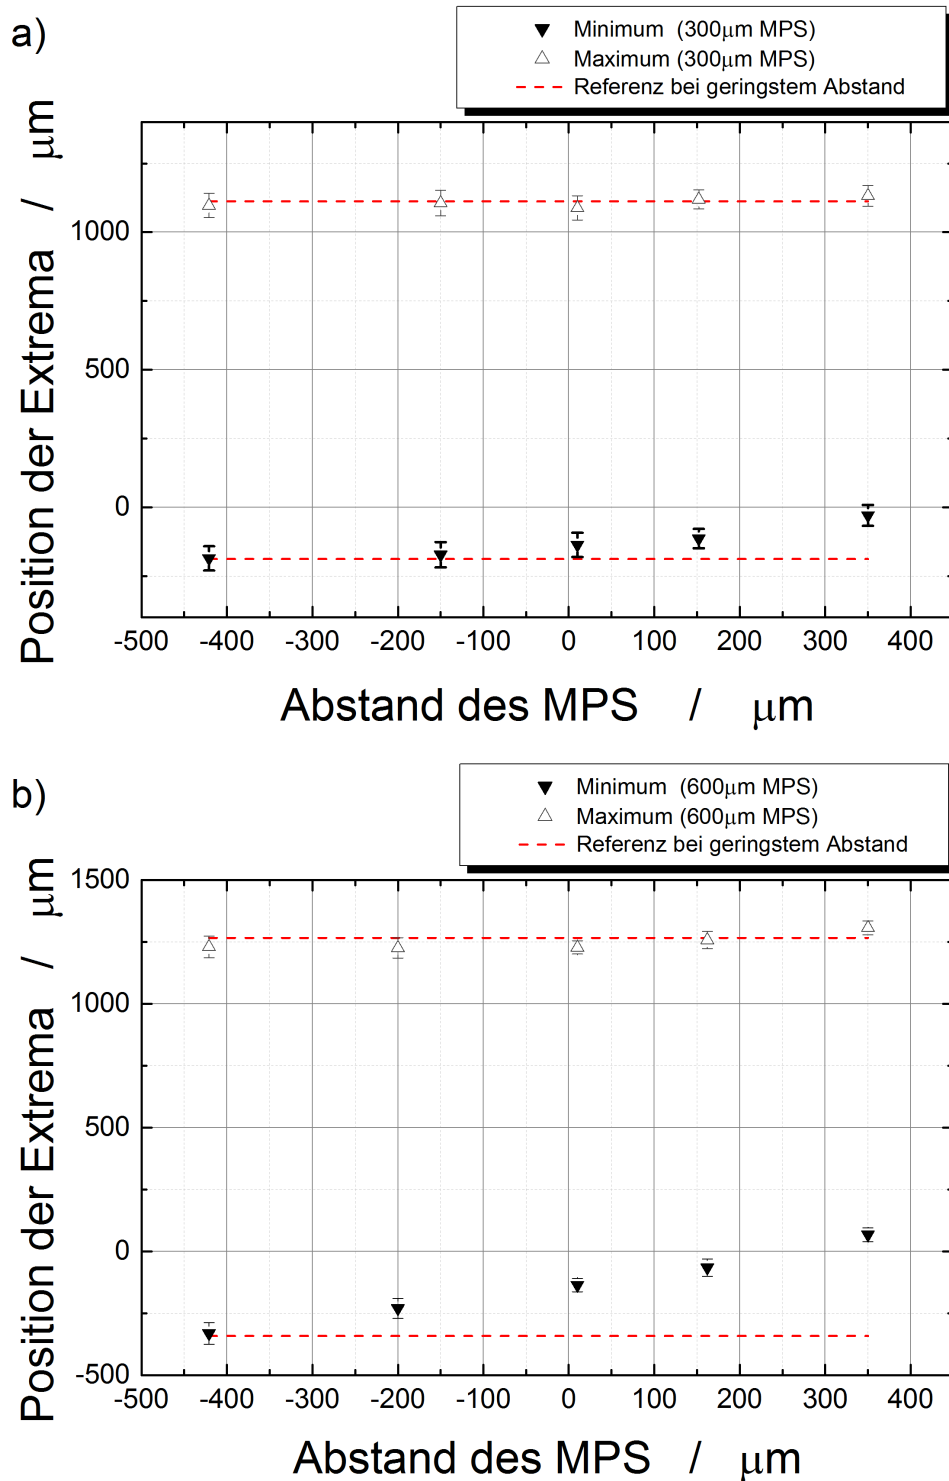 a)
Minimum (300μm MPS)
Maximum (300μm MPS)
Referenz bei geringstem Abstand
Position der Extrema / μm
1000
500
0
-500 -400 -300 -200 -100 0 100 200 300 400
Abstand des MPS / μm
b)
Minimum (600μm MPS)
Maximum (600μm MPS)
Referenz bei geringstem Abstand
Position der Extrema / μm
1500
1000
500
0
-500
-500 -400 -300 -200 -100 0 100 200 300 400
Abstand des MPS / μm